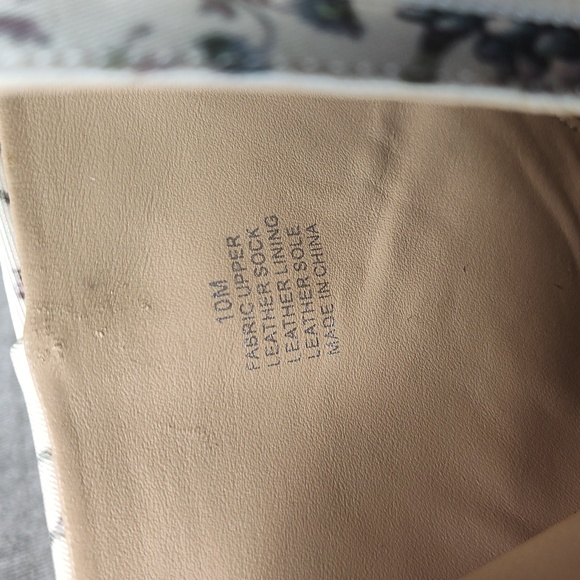 10M
FABRIC UPPER
LEATHER SOCK
LEATHER LINING
LEATHER SOLE
MADE IN CHINA